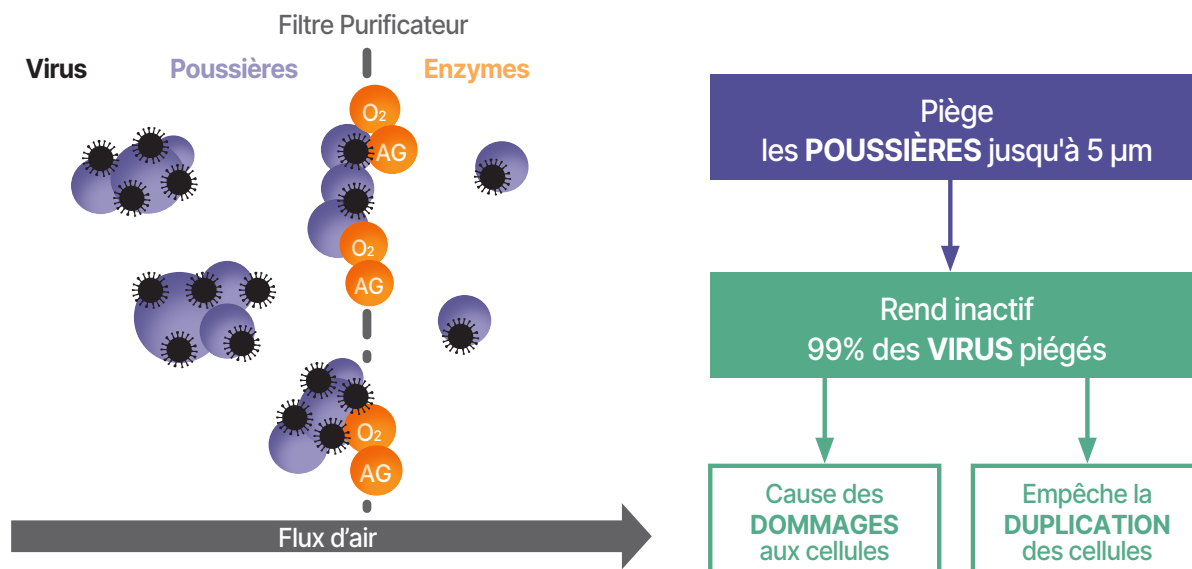 Filtre Purificateur
Virus
Poussières
Enzymes
O₂
AG
O₂
AG
O₂
AG
Flux d'air
Piège
les POUSSIÈRES jusqu'à 5 µm
Rend inactif
99% des VIRUS piégés
Cause des
DOMMAGES
aux cellules
Empêche la
DUPLICATION
des cellules